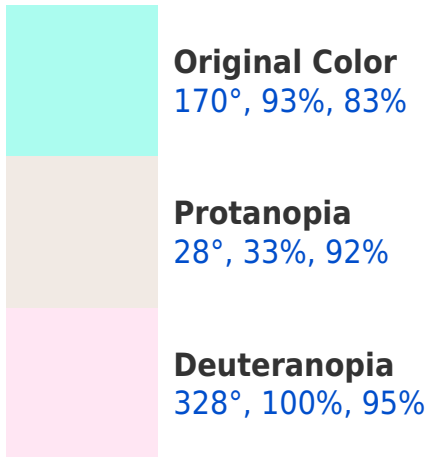 Original Color
170°, 93%, 83%
Protanopia
28°, 33%, 92%
Deuteranopia
328°, 100%, 95%